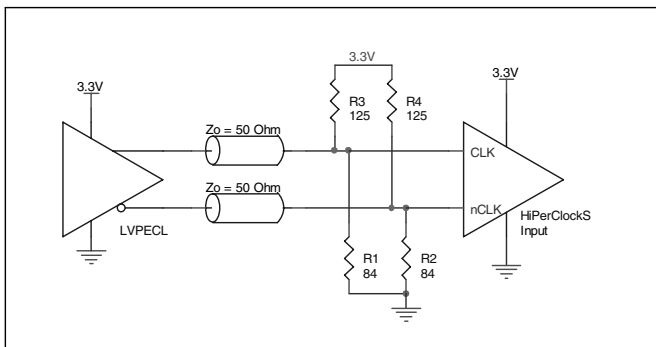 3.3V
3.3V
3.3V
R3
125
R4
125
Zo = 50 Ohm
CLK
Zo = 50 Ohm
nCLK
HiPerClockS
Input
LVPECL
R1
84
R2
84